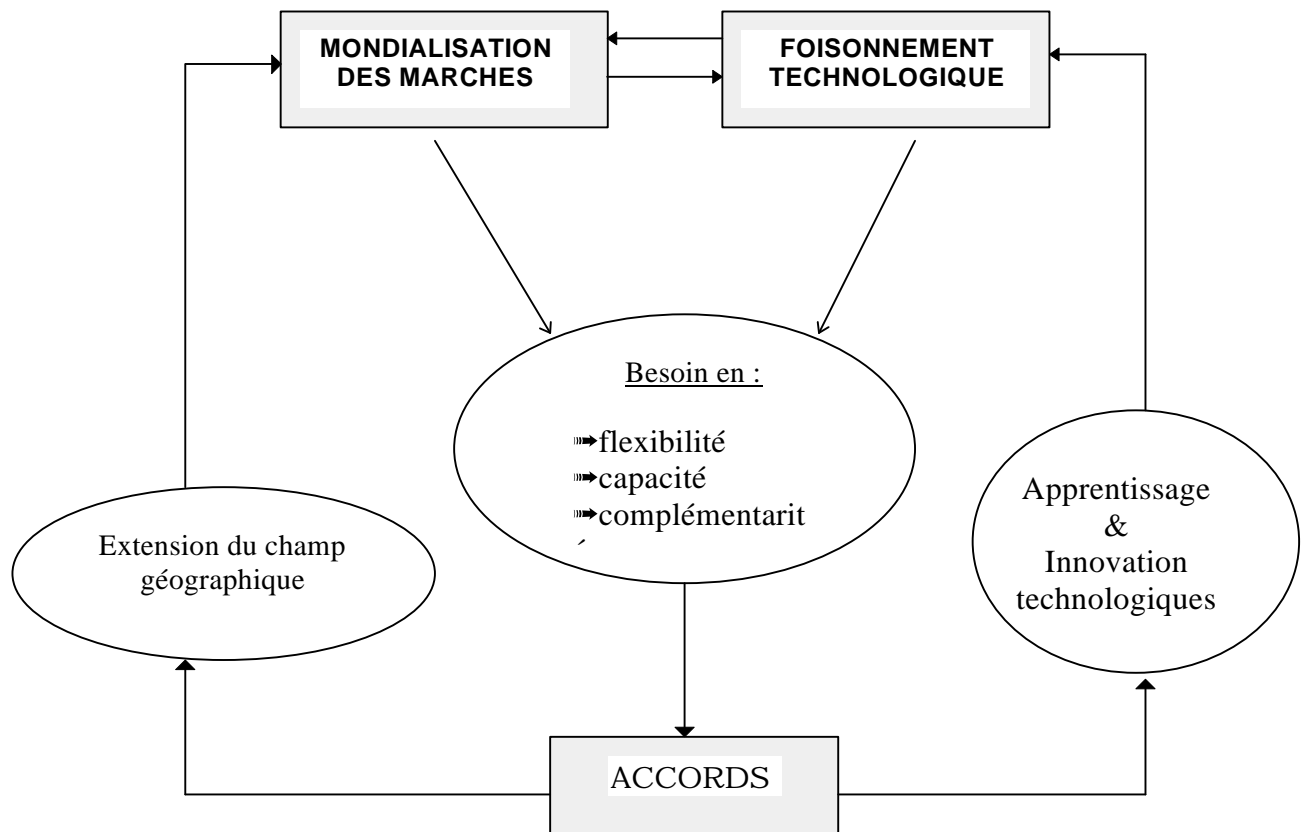 MONDIALISATION
DES MARCHES
FOISONNEMENT
TECHNOLOGIQUE
Besoin en :
➠flexibilité
➠capacité
➠complémentarit
Extension du champ
géographique
Apprentissage
&
Innovation
technologiques
ACCORDS